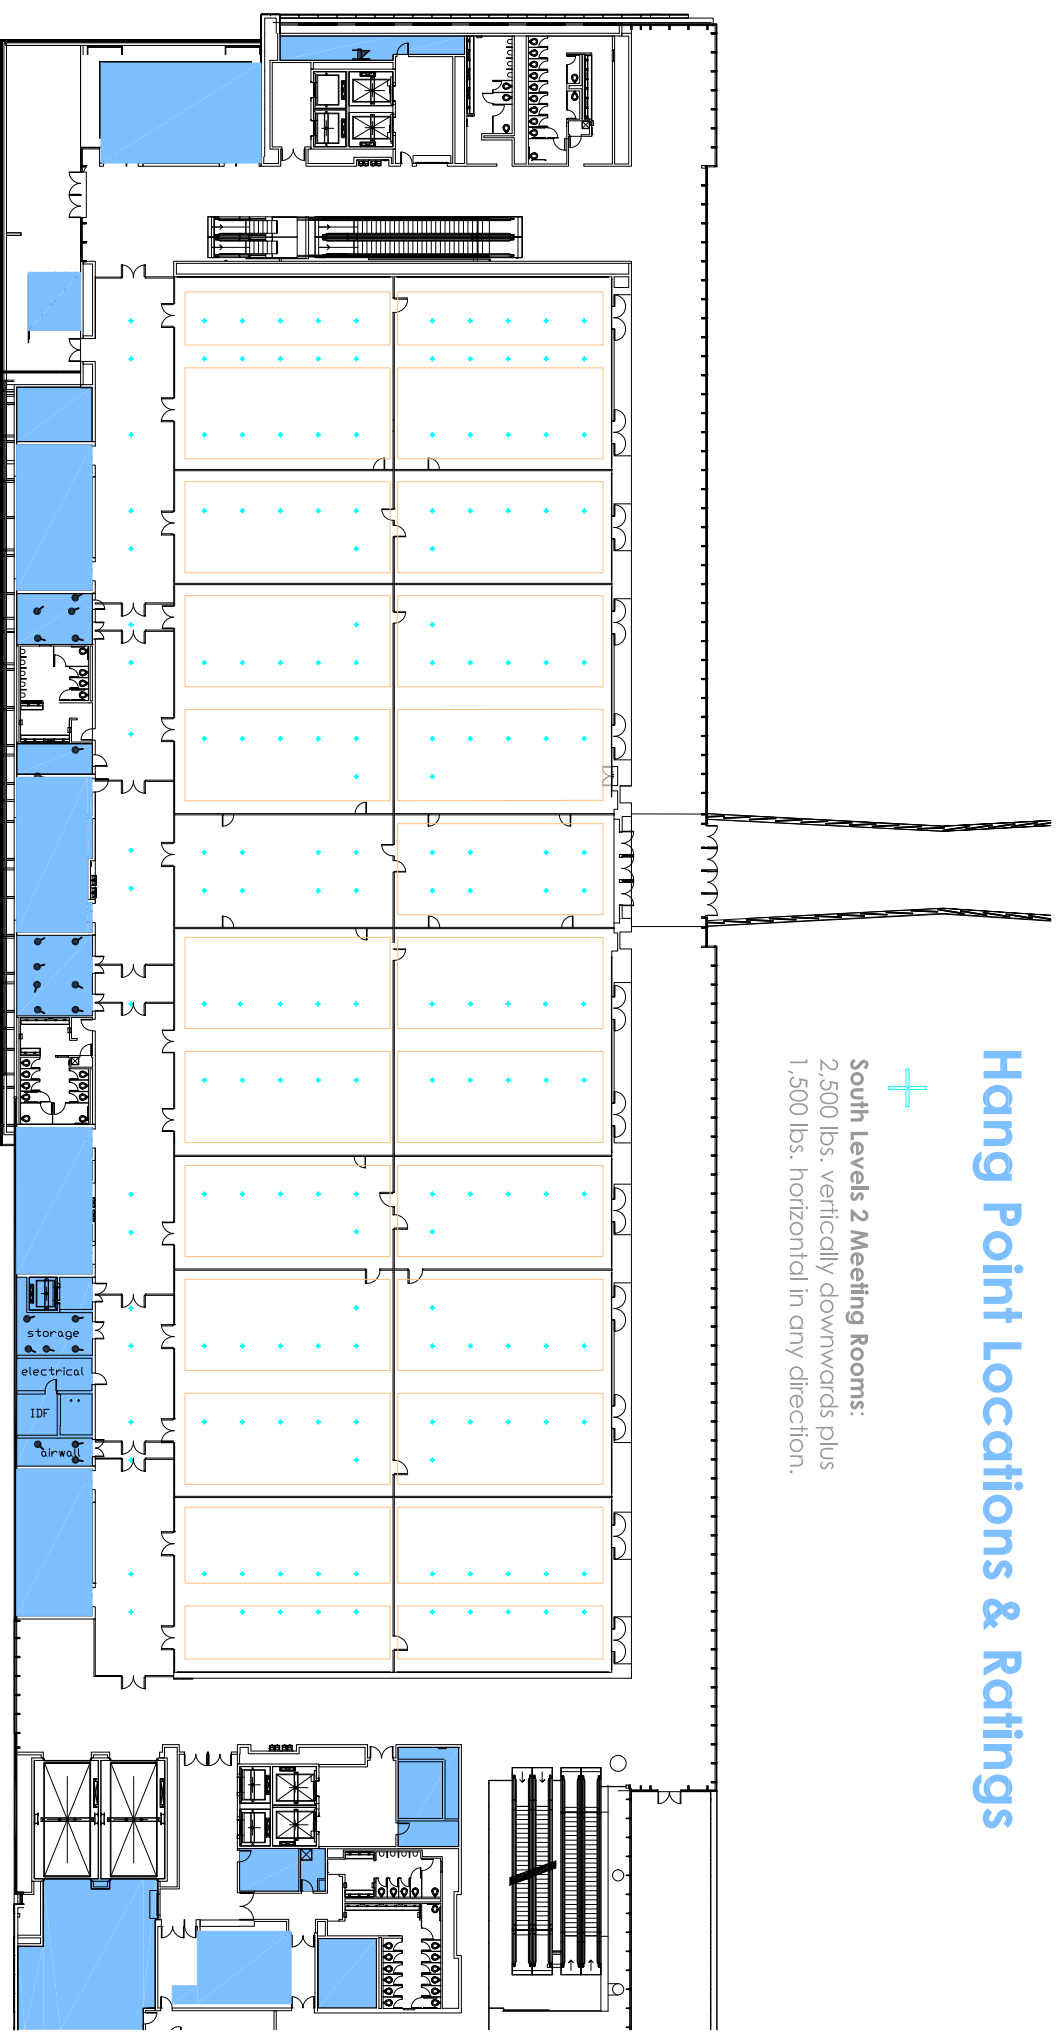 Hang Point Locations & Ratings
South Levels 2 Meeting Rooms:
2,500 lbs. vertically downwards plus
1,500 lbs. horizontal in any direction.
storage
electrical
IDF
airwall